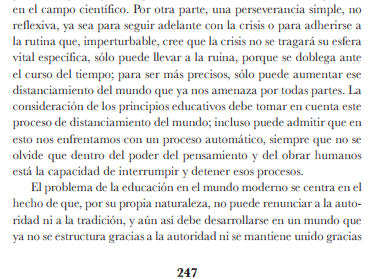 en el campo científico. Por otra parte, una perseverancia simple, no
reflexiva, ya sea para seguir adelante con la crisis o para adherirse a
la rutina que, imperturbable, cree que la crisis no se tragará su esfera
vital específica, sólo puede llevar a la ruina, porque se doblega ante
el curso del tiempo; para ser más precisos, sólo puede aumentar ese
distanciamiento del mundo que ya nos amenaza por todas partes. La
consideración de los principios educativos debe tomar en cuenta este
proceso de distanciamiento del mundo; incluso puede admitir que en
esto nos enfrentamos con un proceso automático, siempre que no se
olvide que dentro del poder del pensamiento y del obrar humanos
está la capacidad de interrumpir y detener esos procesos.
El problema de la educación en el mundo moderno se centra en el
hecho de que, por su propia naturaleza, no puede renunciar a la auto-
ridad ni a la tradición, y aun así debe desarrollarse en un mundo que
ya no se estructura gracias a la autoridad ni se mantiene unido gracias
247